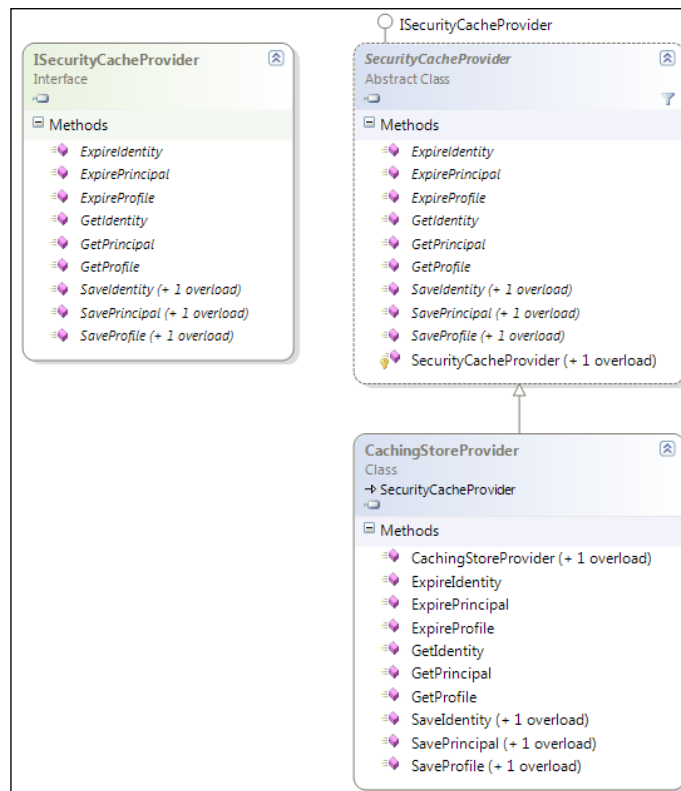 ISecurityCacheProvider
Interface
Methods
ExpireIdentity
ExpirePrincipal
ExpireProfile
GetIdentity
GetPrincipal
GetProfile
SaveIdentity (+ 1 overload)
SavePrincipal (+ 1 overload)
SaveProfile (+ 1 overload)
ISecurityCacheProvider
SecurityCacheProvider
Abstract Class
Methods
ExpireIdentity
ExpirePrincipal
ExpireProfile
GetIdentity
GetPrincipal
GetProfile
SaveIdentity (+ 1 overload)
SavePrincipal (+ 1 overload)
SaveProfile (+ 1 overload)
SecurityCacheProvider (+ 1 overload)
CachingStoreProvider
Class
SecurityCacheProvider
Methods
CachingStoreProvider (+ 1 overload)
ExpireIdentity
ExpirePrincipal
ExpireProfile
GetIdentity
GetPrincipal
GetProfile
SaveIdentity (+ 1 overload)
SavePrincipal (+ 1 overload)
SaveProfile (+ 1 overload)